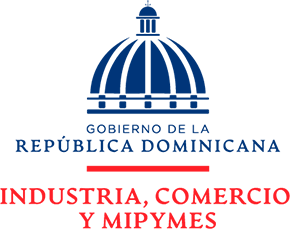 GOBIERNO DE LA
REPÚBLICA DOMINICANA
INDUSTRIA, COMERCIO
Y MIPYMES